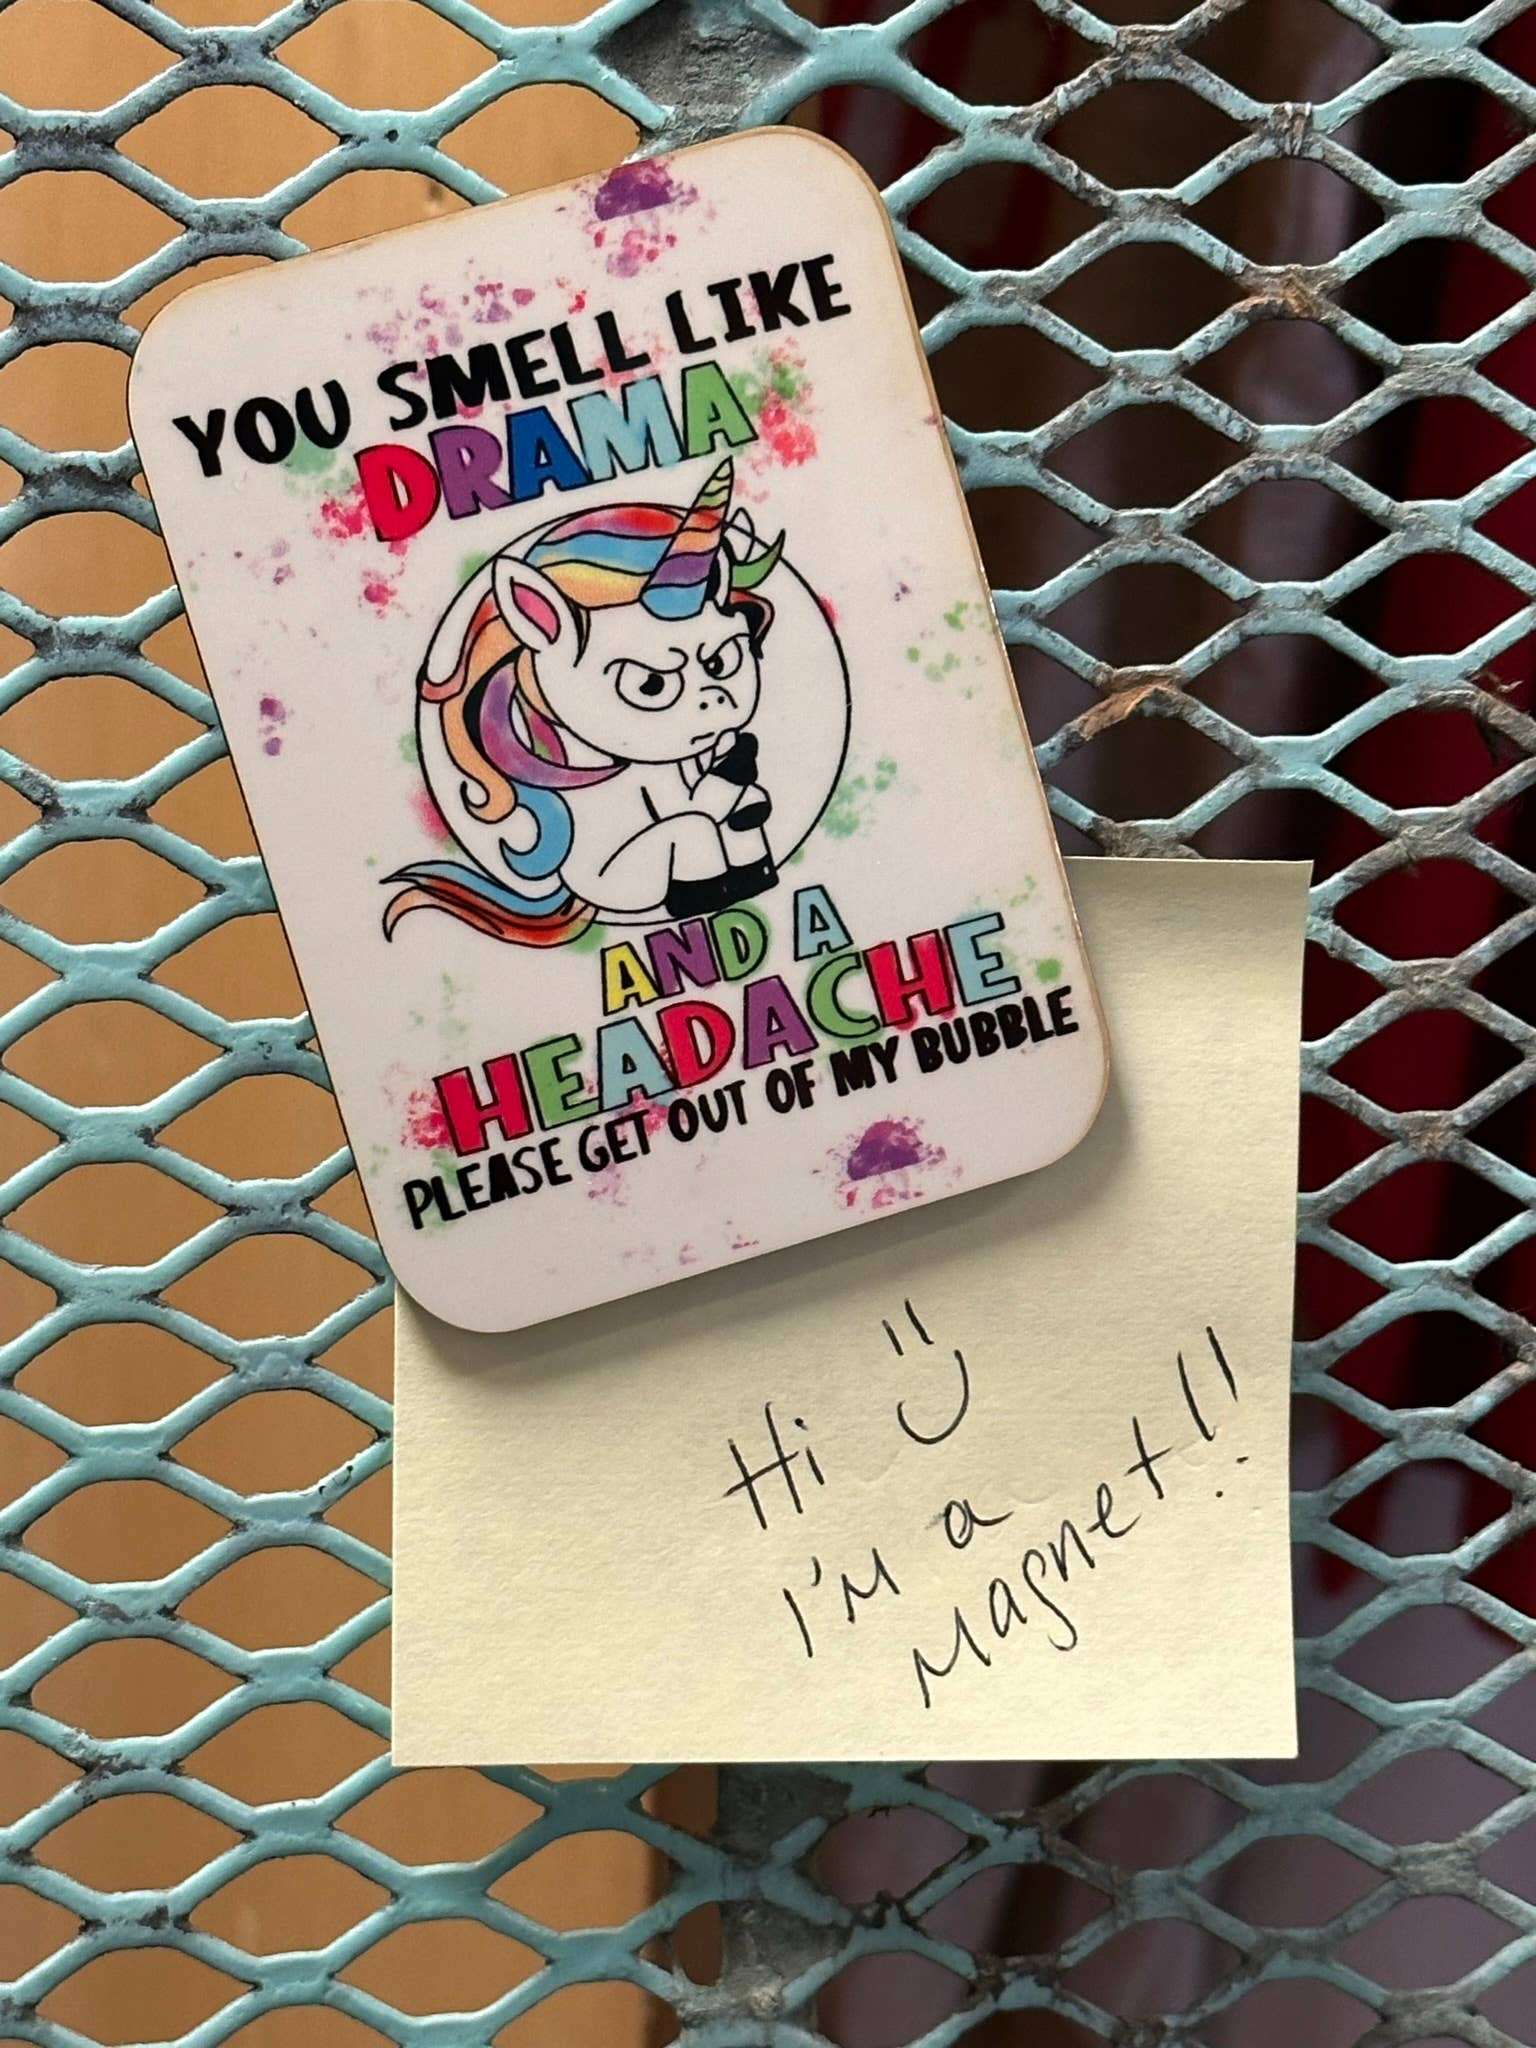 YOU SMELL LIKE
DRAMA
AND A
HEADACHE
PLEASE GET OUT OF MY BUBBLE
Hi
I'm a
Magnet!!